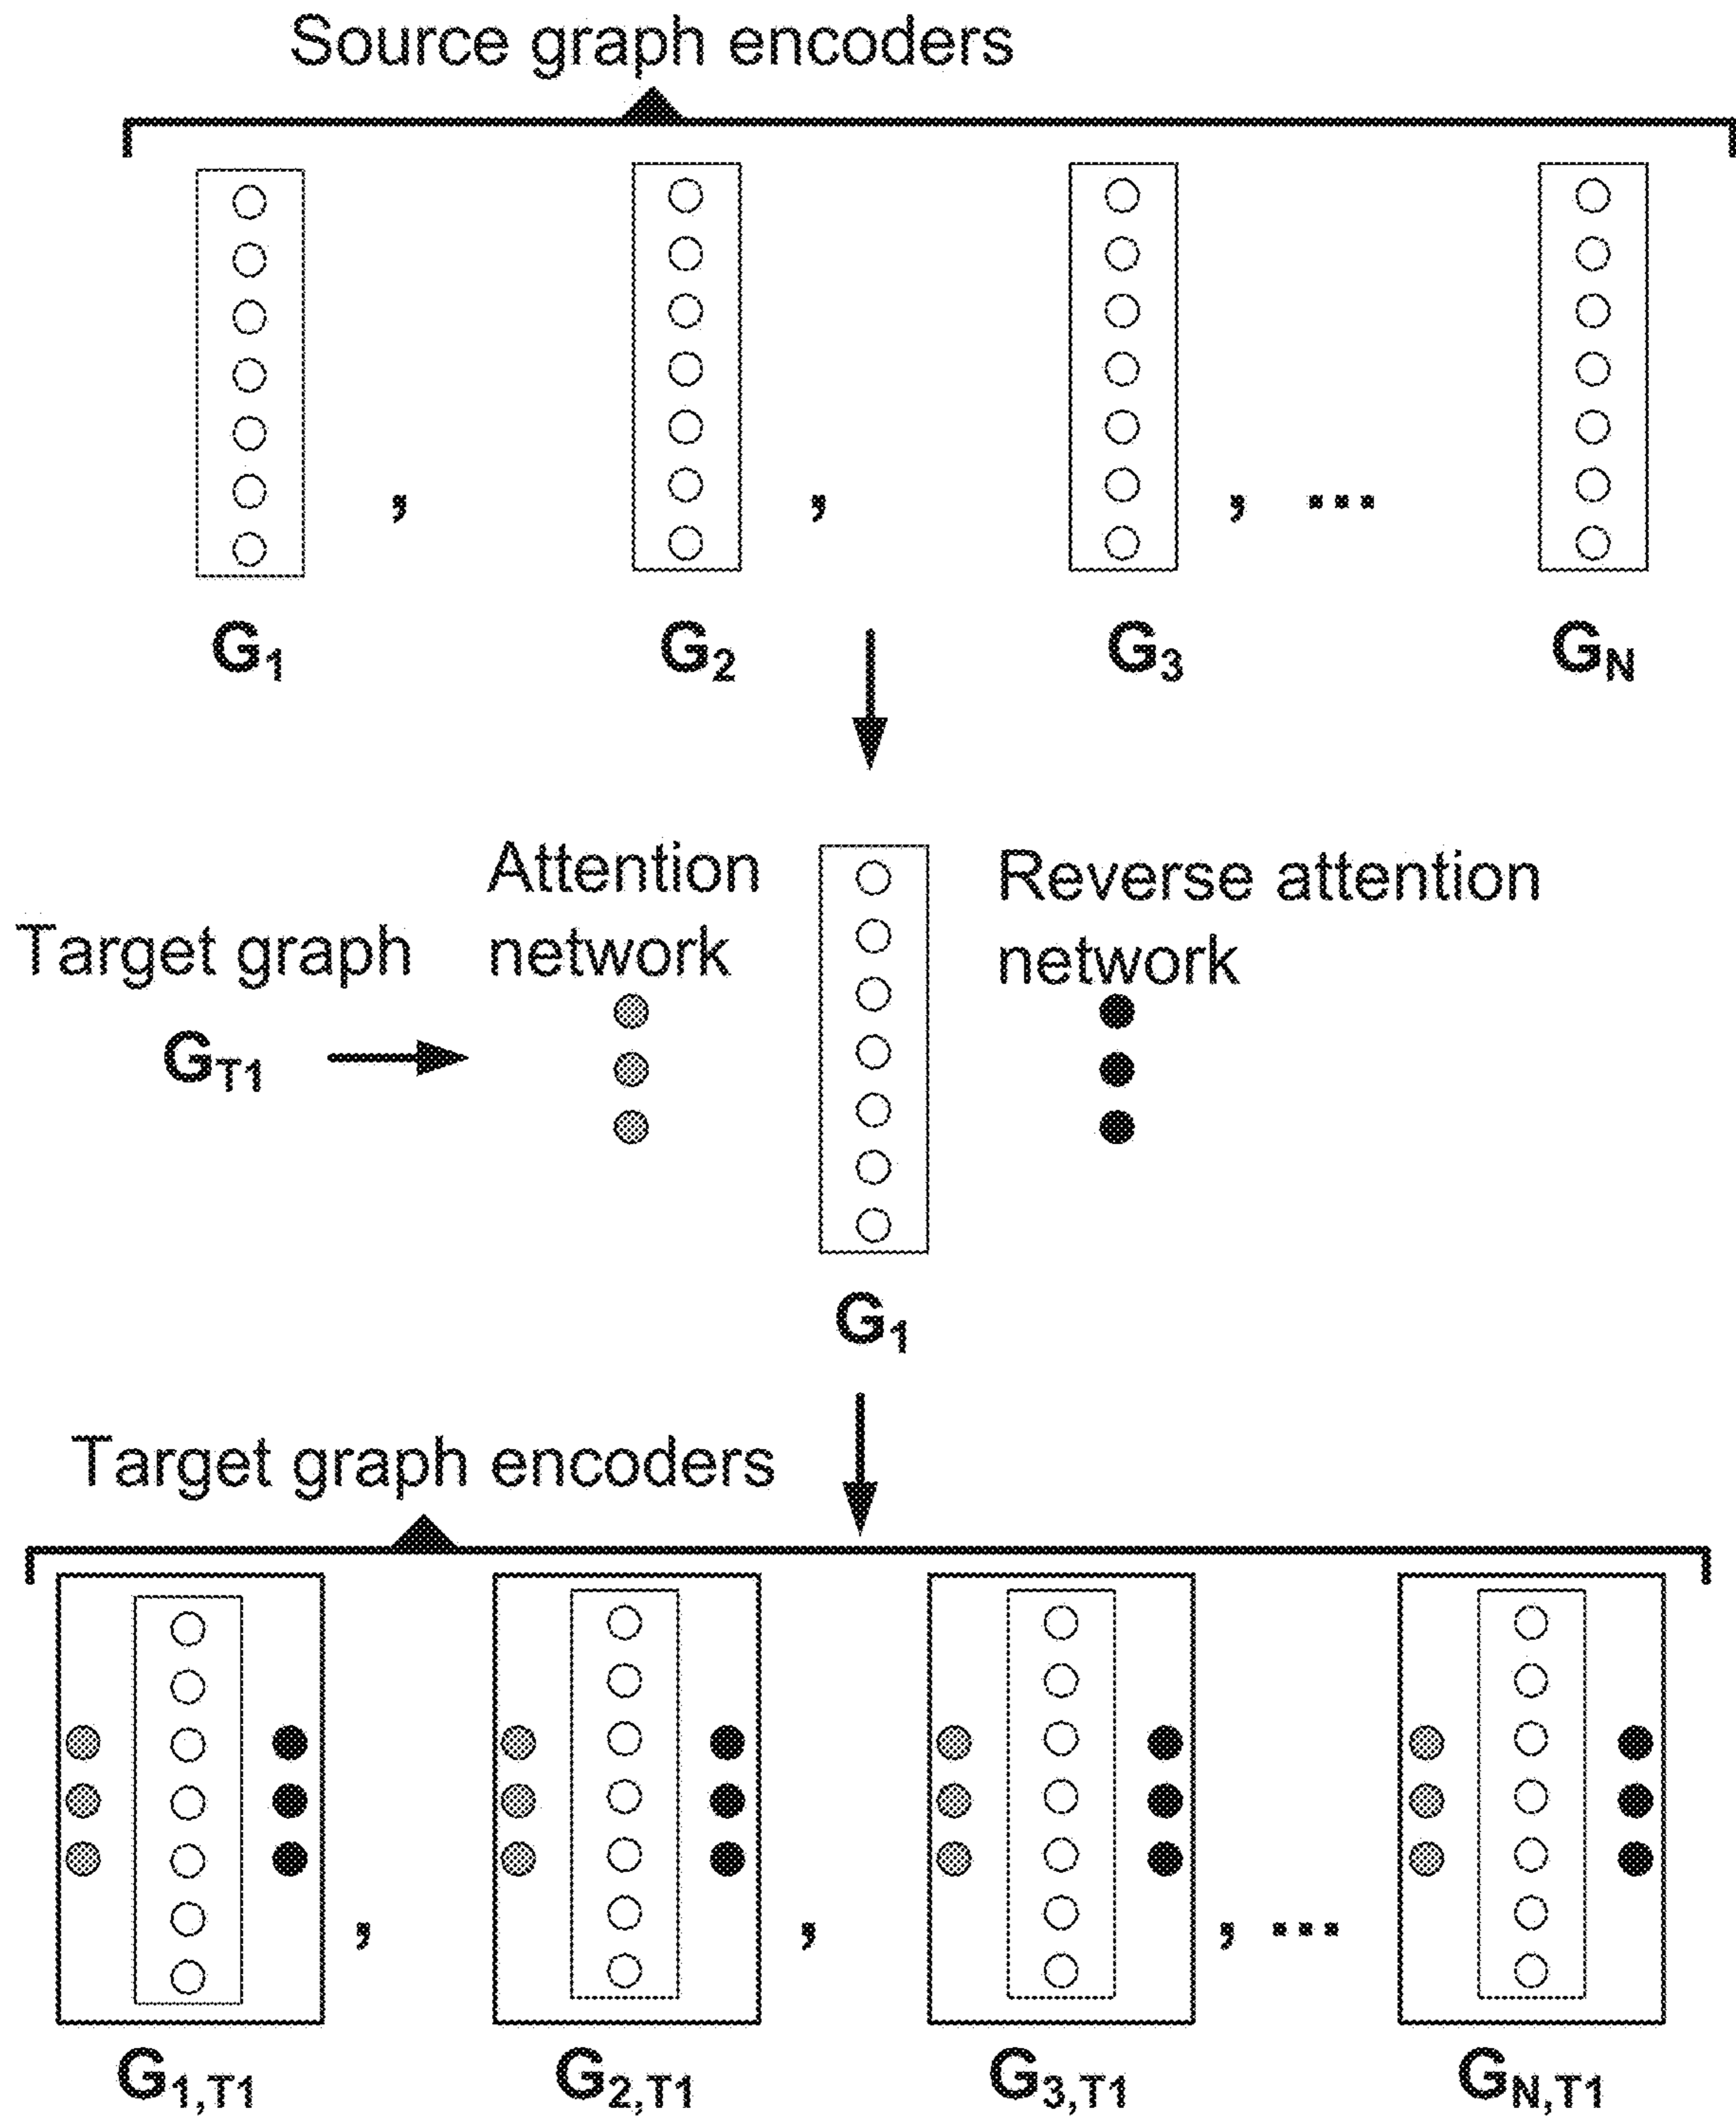 Source graph encoders
, , , ...
G1 G2 G3 GN
Attention
network
Reverse attention
network
Target graph
GT1
G1
Target graph encoders
, , , ...
G1,T1 G2,T1 G3,T1 GN,T1